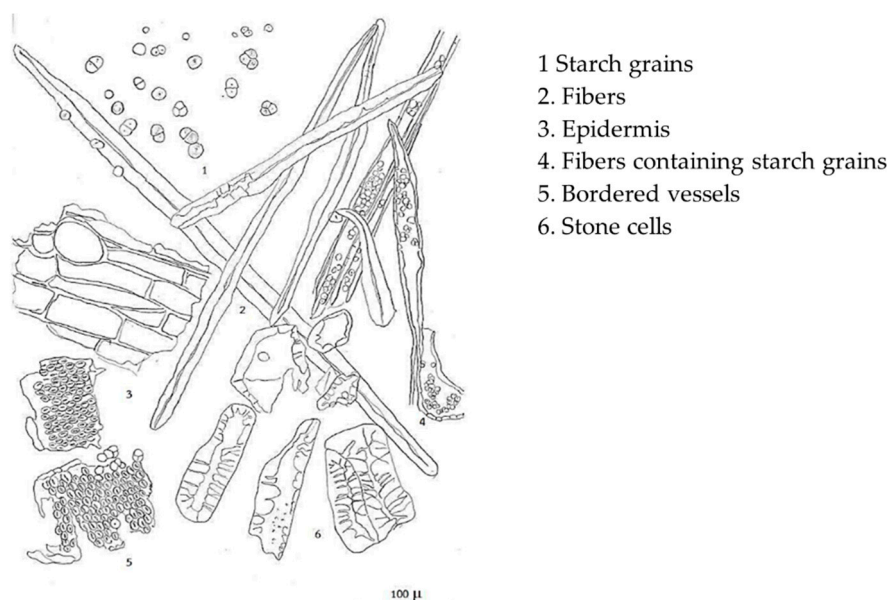 1 Starch grains
2. Fibers
3. Epidermis
4. Fibers containing starch grains
5. Bordered vessels
6. Stone cells
1
2
3
4
5
6
100 µ